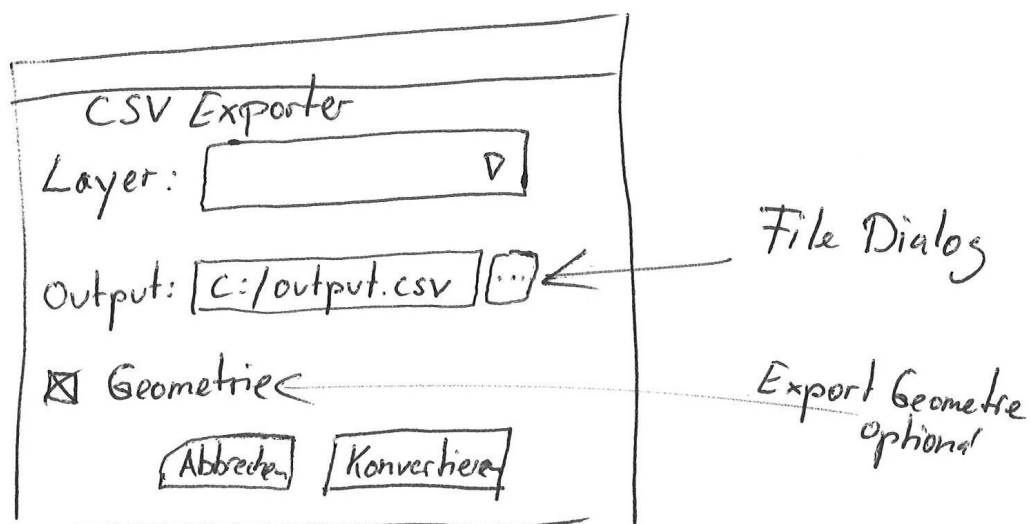 CSV Exporter
Layer:
Output: C:/output.csv ...
File Dialog
Geometrie
Export Geometrie
optional
Abbrechen Konvertieren